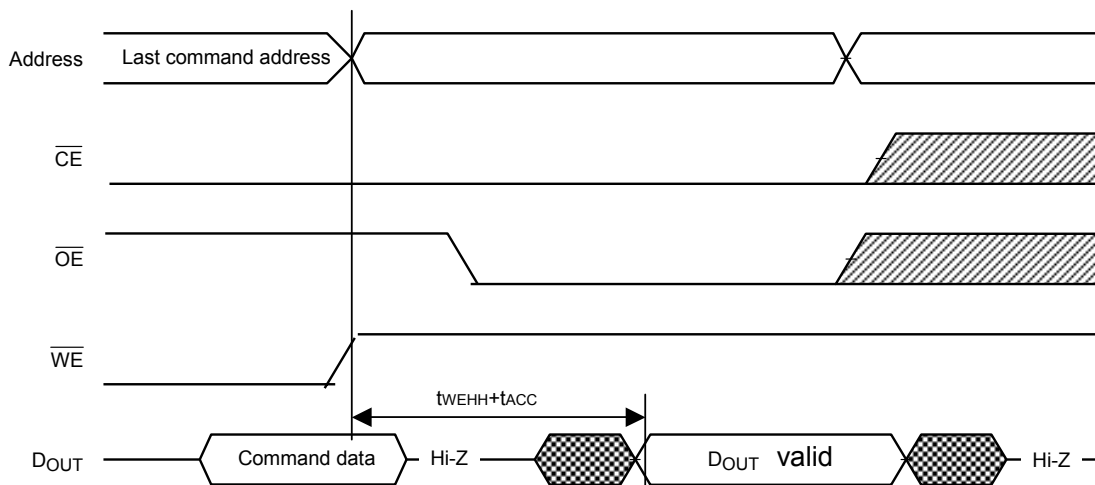 Address Last command address
CE
OE
WE
tWEHH+tACC
DOUT Command data Hi-Z DOUT valid Hi-Z